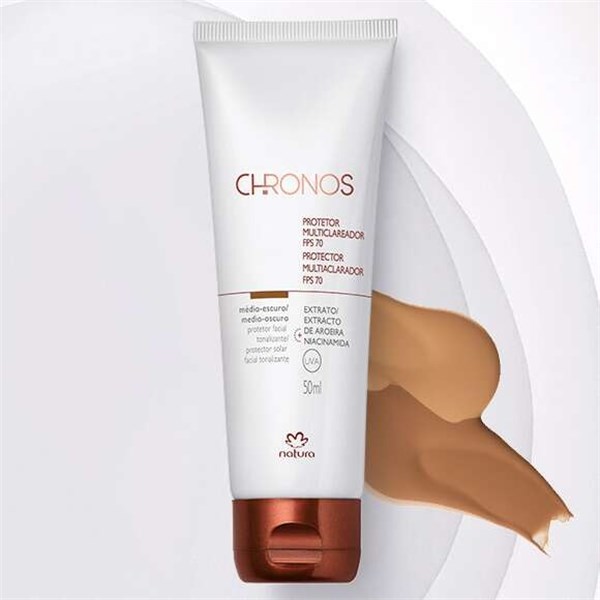 CHRONOS
PROTETOR
MULTICLAREADOR
FPS 70
PROTECTOR
MULTIACLARADOR
FPS 70
médio-escuro/
medio-oscuro
protetor facial
tonalizante/
protector solar
facial tonalizante
+
EXTRATO/
EXTRACTO
DE AROEIRA
NIACINAMIDA
UVA
50ml
natura